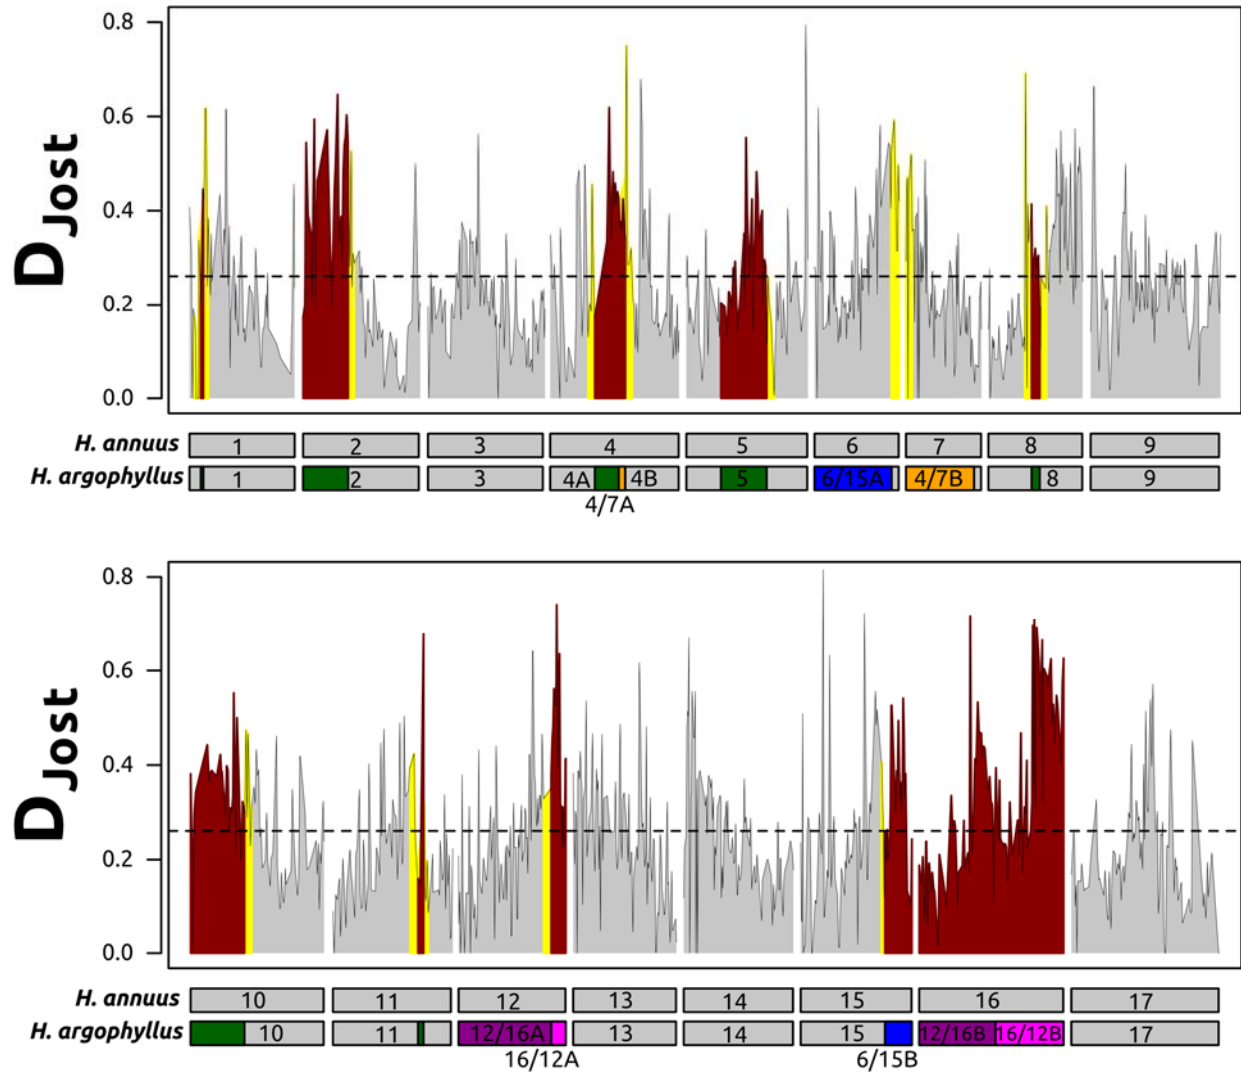 0.8
0.6
0.4
0.2
0.0
DJost
H. annuus 1 2 3 4 5 6 7 8 9
H. argophyllus 1 2 3 4A 4B 5 6/15A 4/7B 8 9
4/7A
0.8
0.6
0.4
0.2
0.0
DJost
H. annuus 10 11 12 13 14 15 16 17
H. argophyllus 10 11 12/16A 13 14 15 12/16B 16/12B 17
16/12A 6/15B